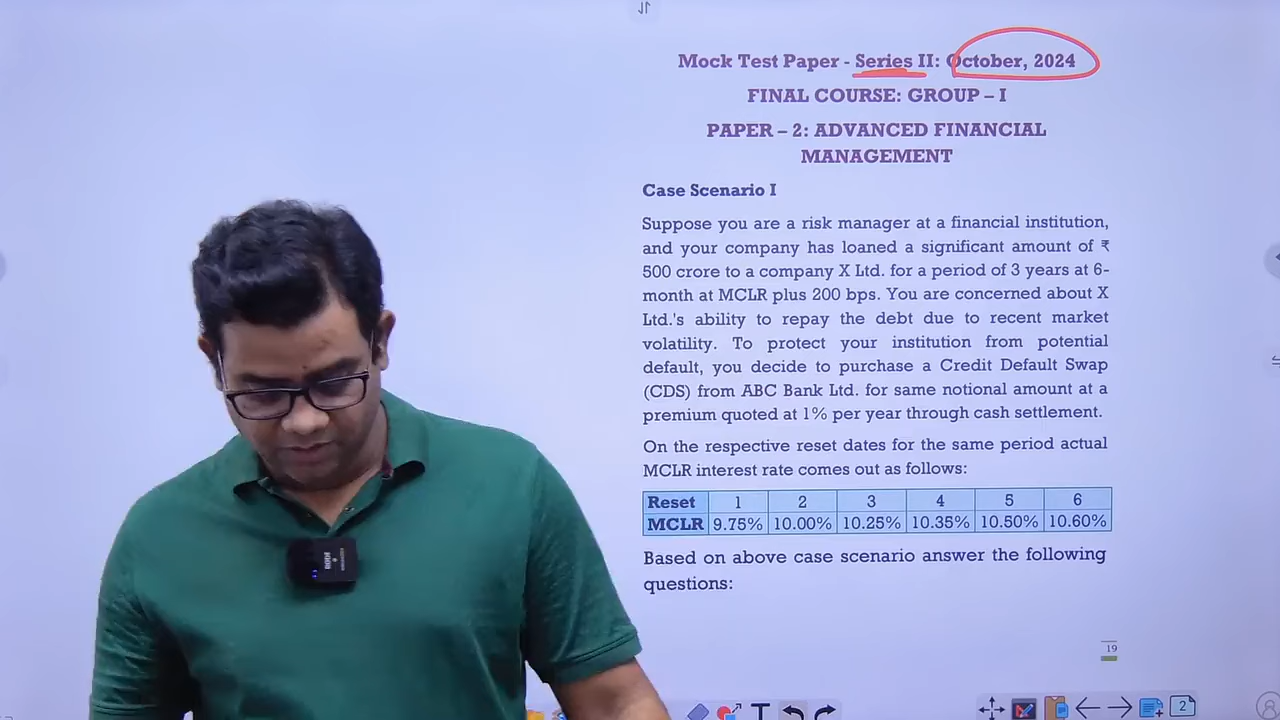 Mock Test Paper - Series II: October, 2024
FINAL COURSE: GROUP – I
PAPER – 2: ADVANCED FINANCIAL
MANAGEMENT
Case Scenario I
Suppose you are a risk manager at a financial institution,
and your company has loaned a significant amount of ₹
500 crore to a company X Ltd. for a period of 3 years at 6-
month at MCLR plus 200 bps. You are concerned about X
Ltd.'s ability to repay the debt due to recent market
volatility. To protect your institution from potential
default, you decide to purchase a Credit Default Swap
(CDS) from ABC Bank Ltd. for same notional amount at a
premium quoted at 1% per year through cash settlement.
On the respective reset dates for the same period actual
MCLR interest rate comes out as follows:
Reset 1 2 3 4 5 6
MCLR 9.75% 10.00% 10.25% 10.35% 10.50% 10.60%
Based on above case scenario answer the following
questions:
19
T 2